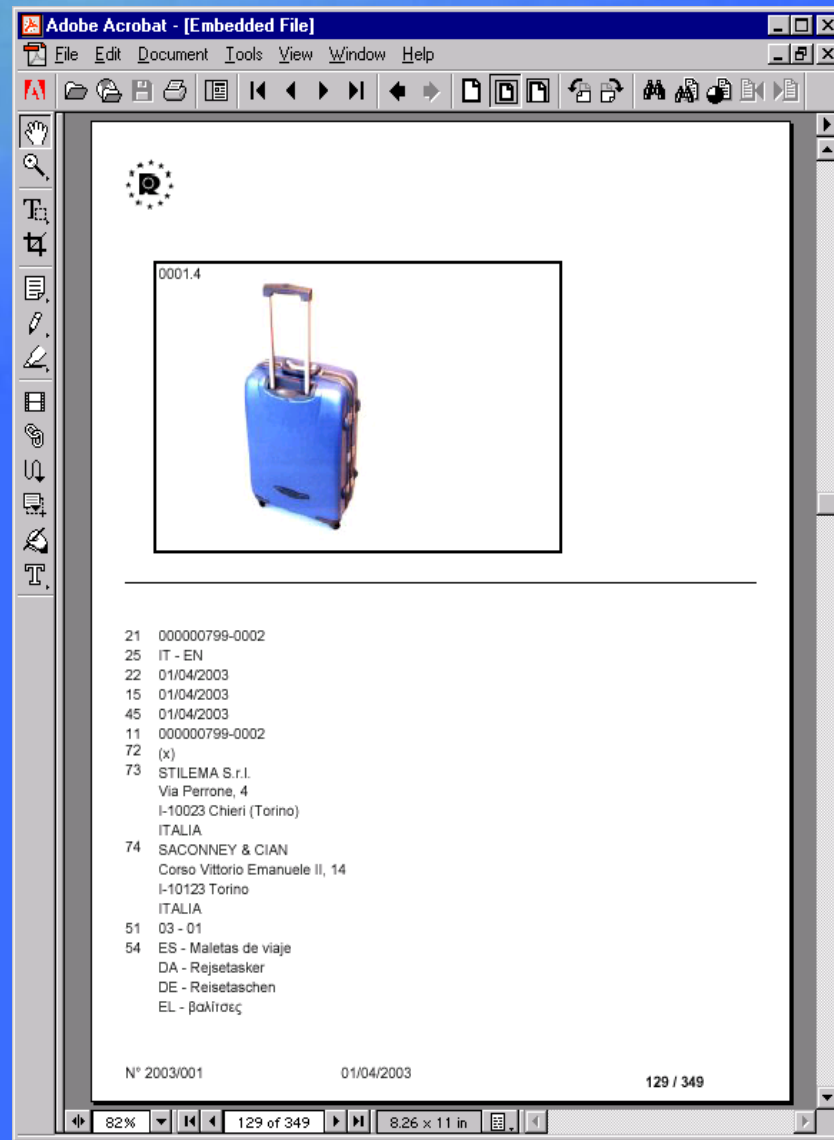 Adobe Acrobat - [Embedded File]
File Edit Document Tools View Window Help
0001.4
21 000000799-0002
25 IT - EN
22 01/04/2003
15 01/04/2003
45 01/04/2003
11 000000799-0002
72 (x)
73 STILEMA S.r.l.
Via Perrone, 4
I-10023 Chieri (Torino)
ITALIA
74 SACONNEY & CIAN
Corso Vittorio Emanuele II, 14
I-10123 Torino
ITALIA
51 03 - 01
54 ES - Maletas de viaje
DA - Rejsetasker
DE - Reisetaschen
EL - βαλίτσες
N° 2003/001 01/04/2003 129 / 349
82% 129 of 349 8.26 x 11 in